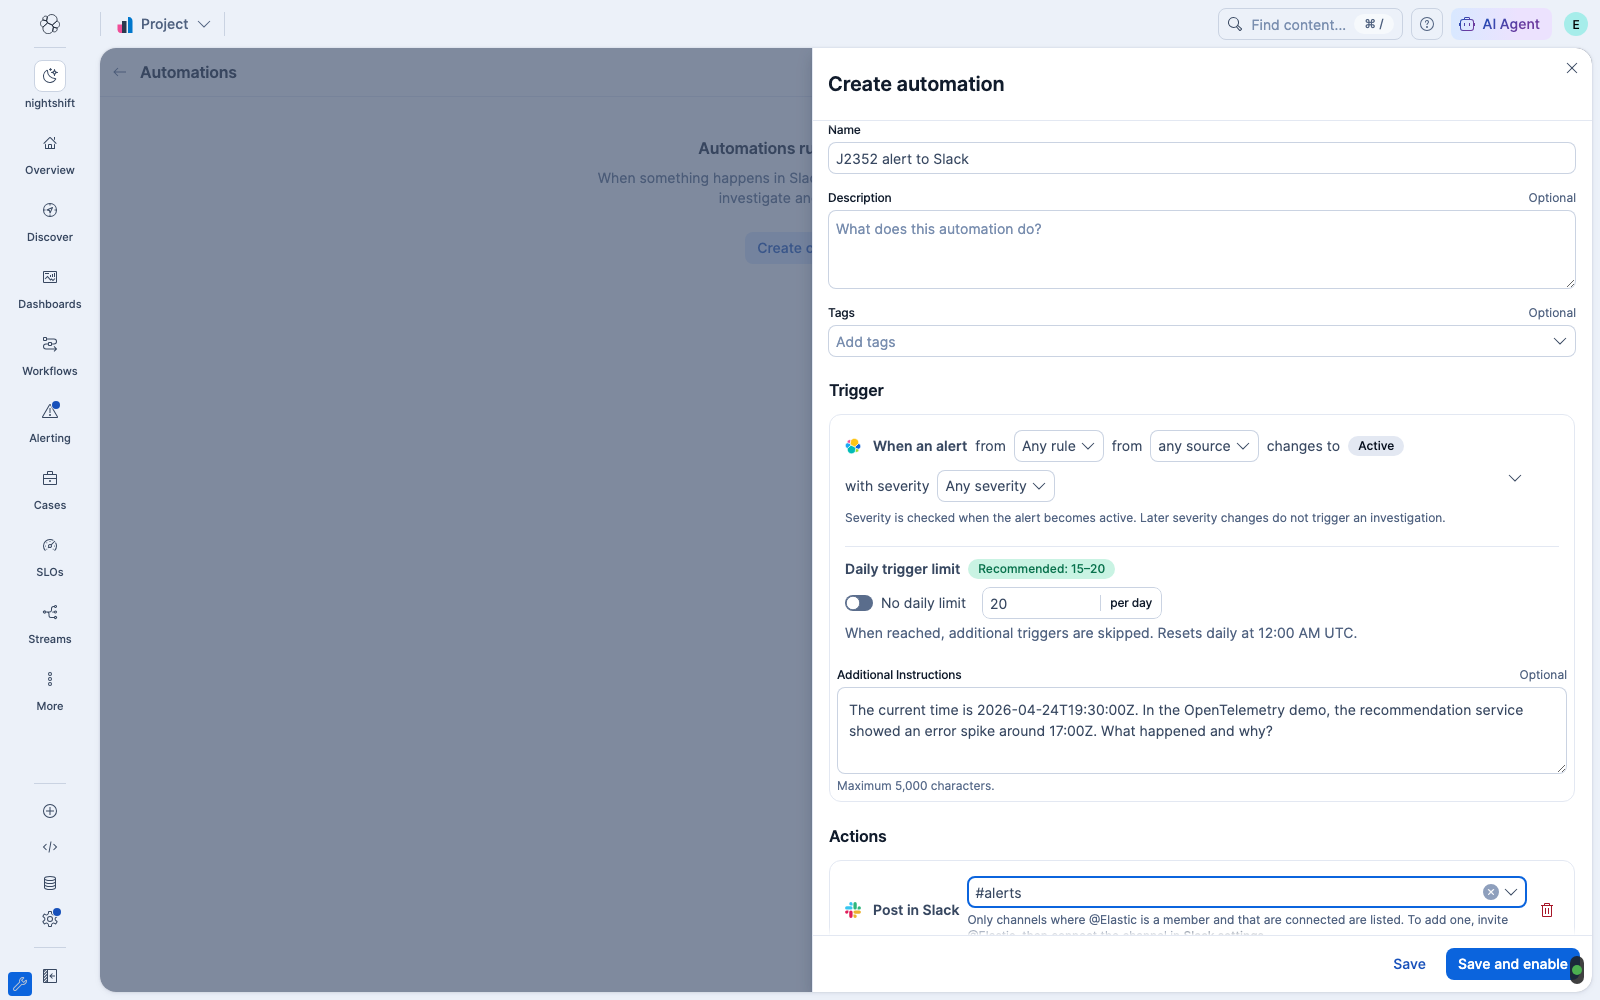 Project
Find content...
⌘ /
AI Agent
E
nightshift
Overview
Discover
Dashboards
Workflows
Alerting
Cases
SLOs
Streams
More
Automations
Automations ru
When something happens in Slac
investigate an
Create
Create automation
Name
J2352 alert to Slack
Description
Optional
What does this automation do?
Tags
Optional
Add tags
Trigger
When an alert from Any rule from any source changes to Active
with severity Any severity
Severity is checked when the alert becomes active. Later severity changes do not trigger an investigation.
Daily trigger limit Recommended: 15–20
No daily limit 20 per day
When reached, additional triggers are skipped. Resets daily at 12:00 AM UTC.
Additional Instructions
Optional
The current time is 2026-04-24T19:30:00Z. In the OpenTelemetry demo, the recommendation service
showed an error spike around 17:00Z. What happened and why?
Maximum 5,000 characters.
Actions
Post in Slack
#alerts
Only channels where @Elastic is a member and that are connected are listed. To add one, invite
@Elastic, then connect the channel in Slack settings.
Save
Save and enable